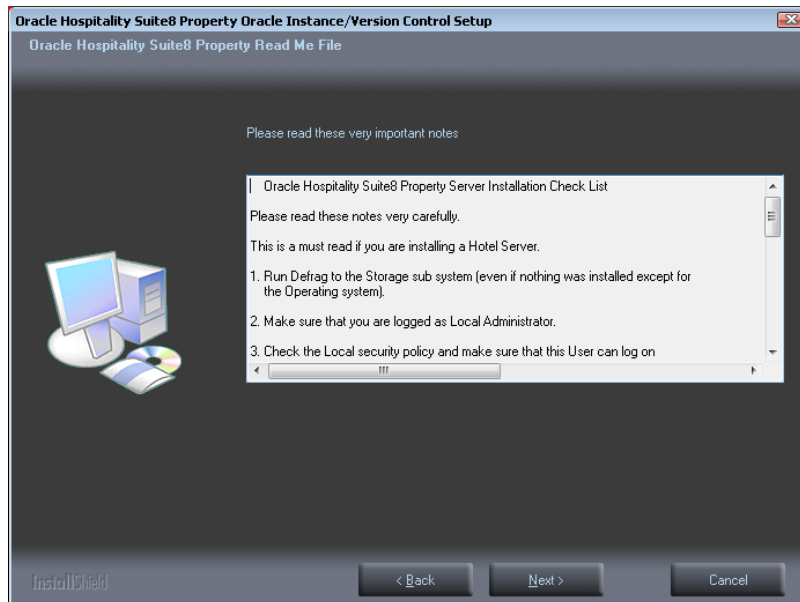 Oracle Hospitality Suite8 Property Oracle Instance/Version Control Setup
Oracle Hospitality Suite8 Property Read Me File
Please read these very important notes
Oracle Hospitality Suite8 Property Server Installation Check List
Please read these notes very carefully.
This is a must read if you are installing a Hotel Server.
1. Run Defrag to the Storage sub system (even if nothing was installed except for
the Operating system).
2. Make sure that you are logged as Local Administrator.
3. Check the Local security policy and make sure that this User can log on
InstallShield
< Back
Next >
Cancel